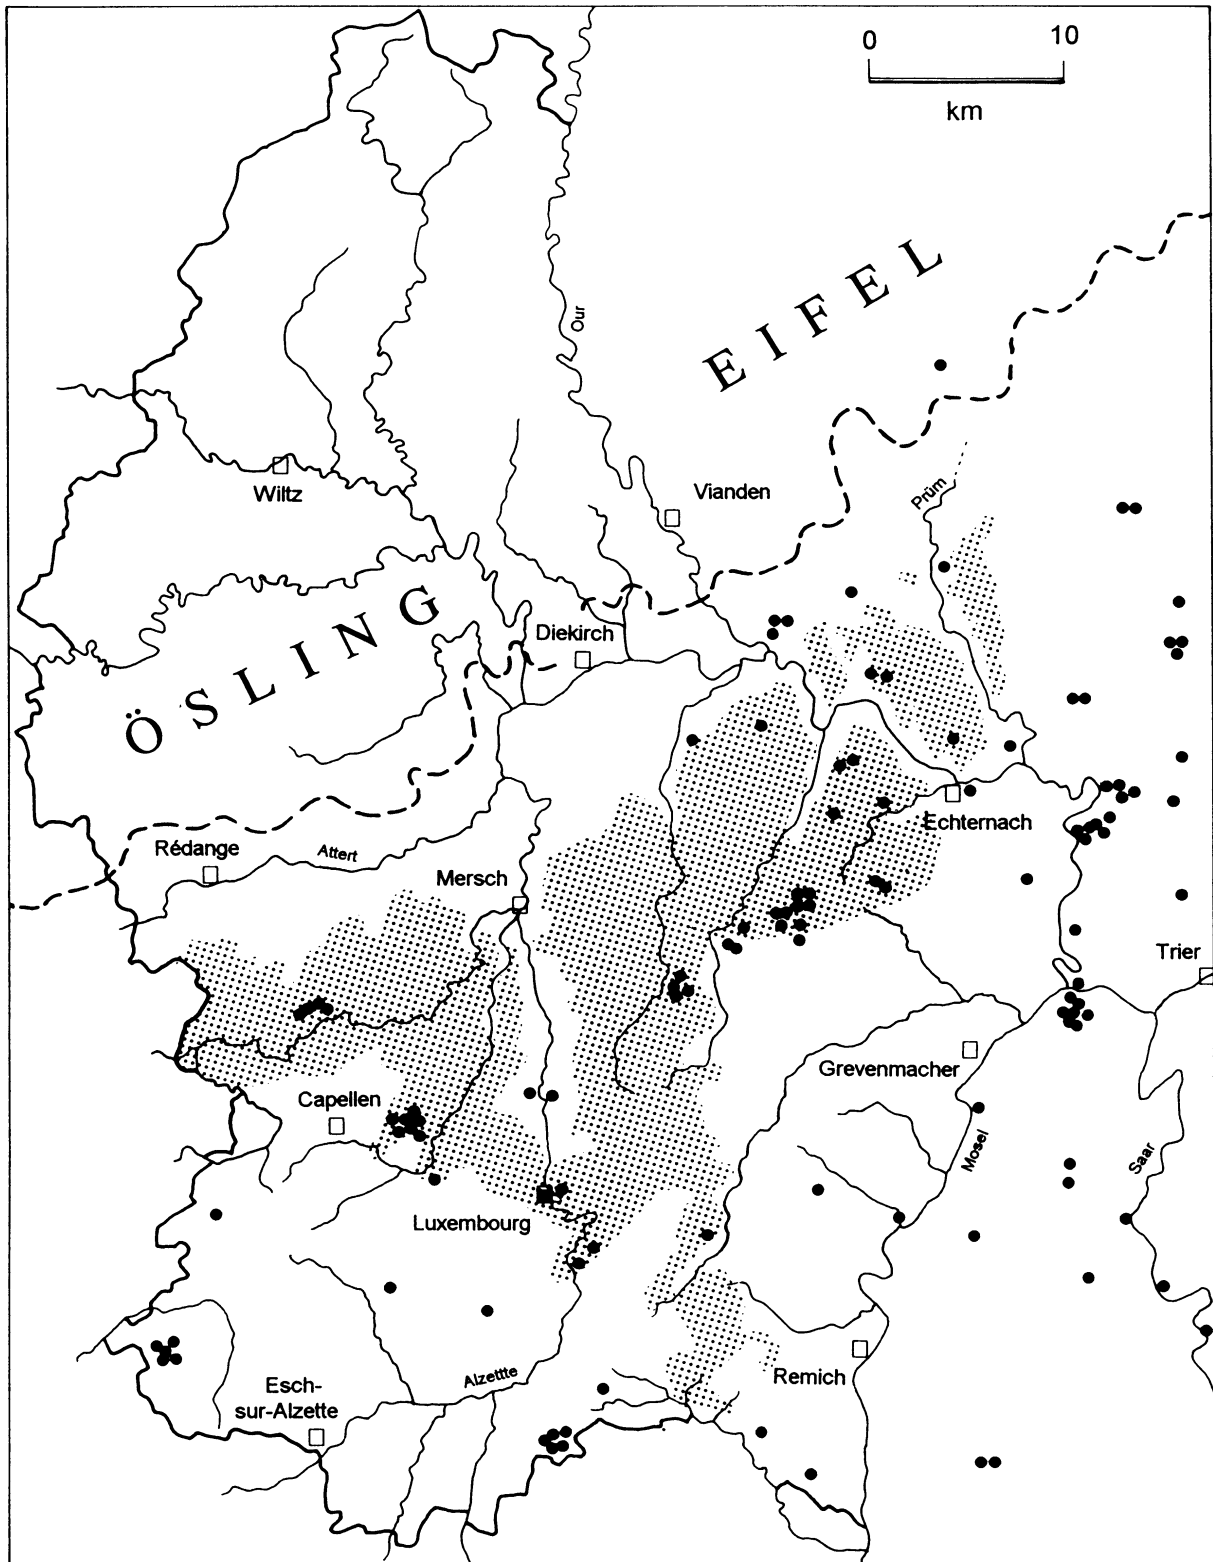 0 10
km
EIFEL
Our
Wiltz
Vianden
Prüm
ÖSLING
Diekirch
Echternach
Rédange
Attert
Mersch
Trier
Grevenmacher
Capellen
Mosel
Saar
Luxembourg
Remich
Alzettte
Esch-
sur-Alzette